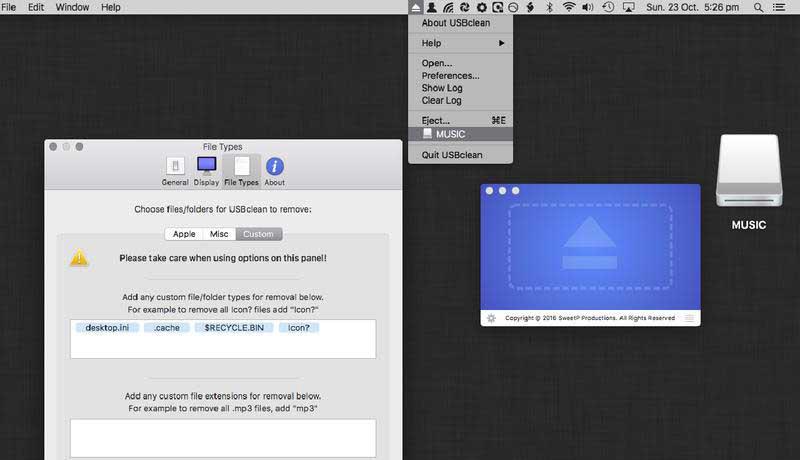 File Edit Window Help
Sun. 23 Oct. 5:26 pm
About USBclean
Help
Open...
Preferences...
Show Log
Clear Log
Eject... ⌘E
MUSIC
Quit USBclean
File Types
General Display File Types About
Choose files/folders for USBclean to remove:
Apple Misc Custom
Please take care when using options on this panel!
Add any custom file/folder types for removal below.
For example to remove all Icon? files add "Icon?"
desktop.ini .cache $RECYCLE.BIN Icon?
Add any custom file extensions for removal below.
For example to remove all .mp3 files, add "mp3"
Copyright © 2016 SweetP Productions. All Rights Reserved
MUSIC